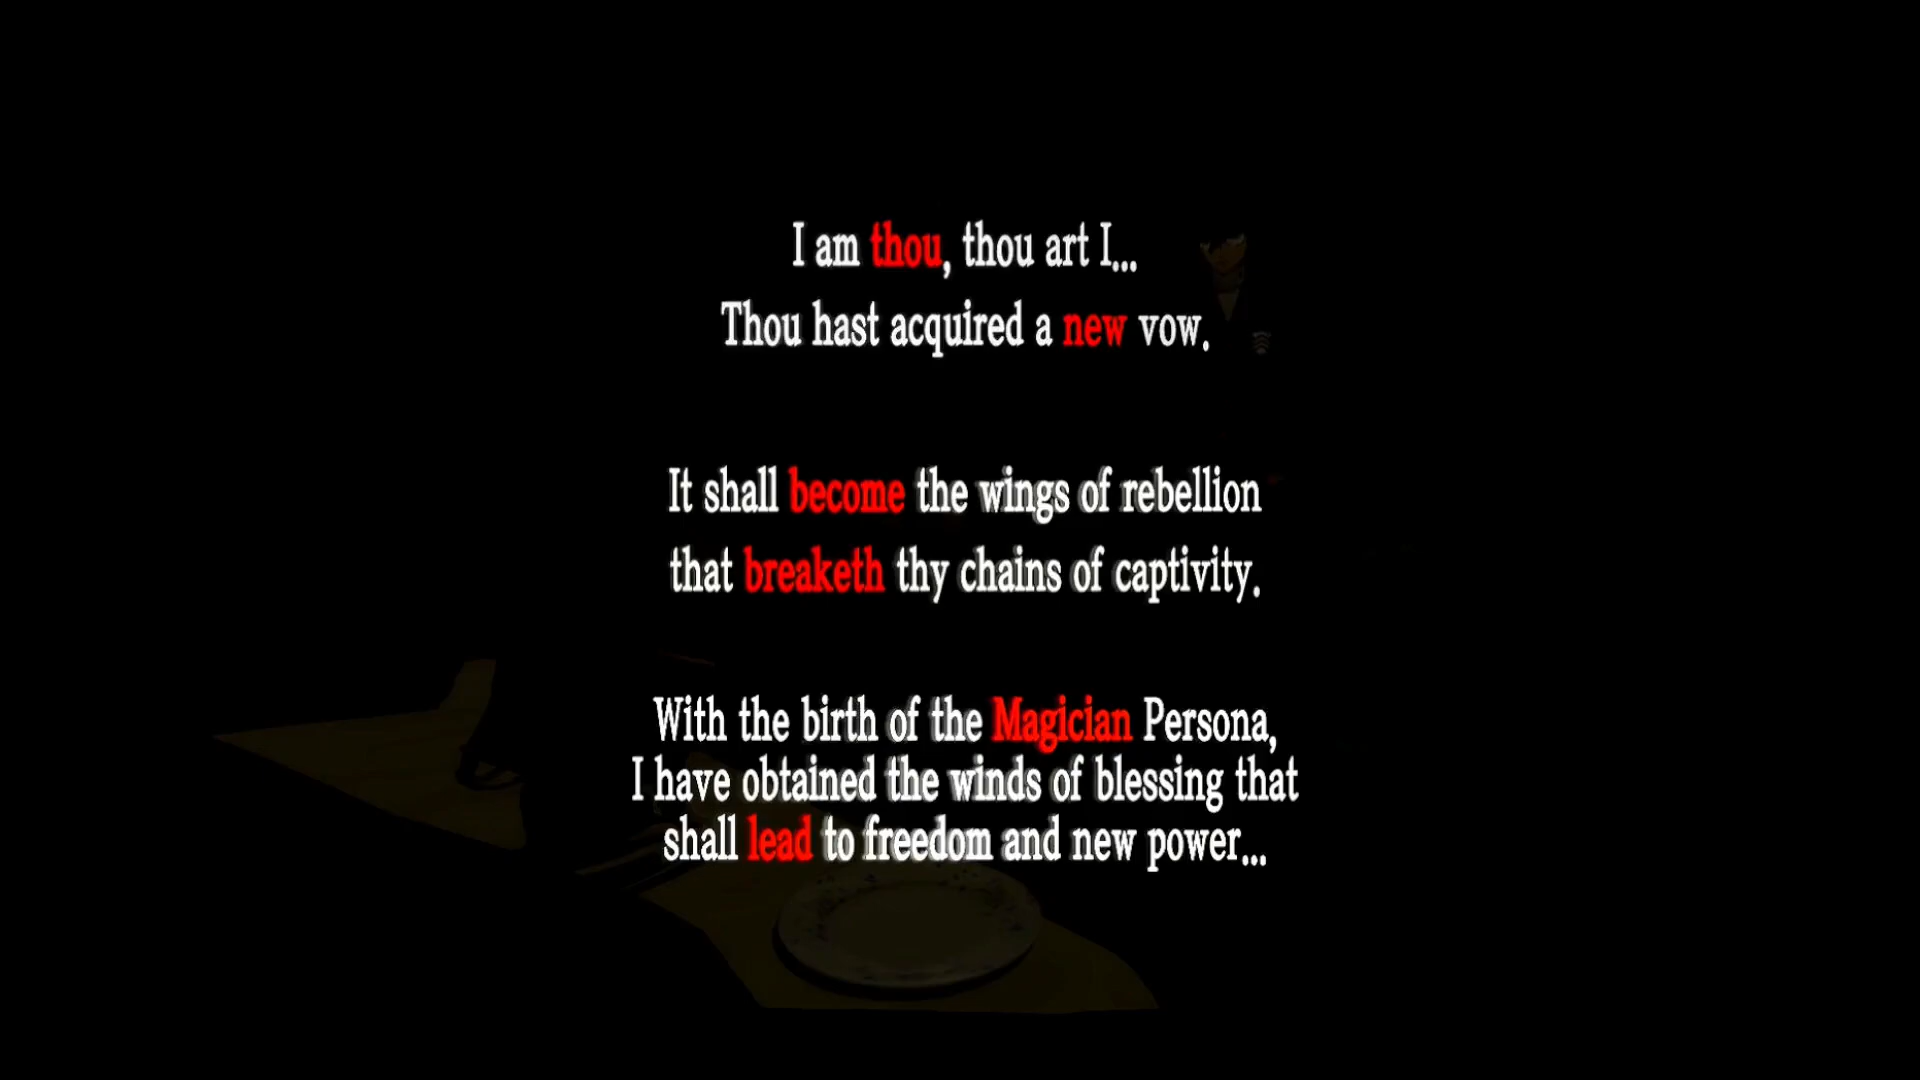 I am thou, thou art I...
Thou hast acquired a new vow.
It shall become the wings of rebellion
that breaketh thy chains of captivity.
With the birth of the Magician Persona,
I have obtained the winds of blessing that
shall lead to freedom and new power...